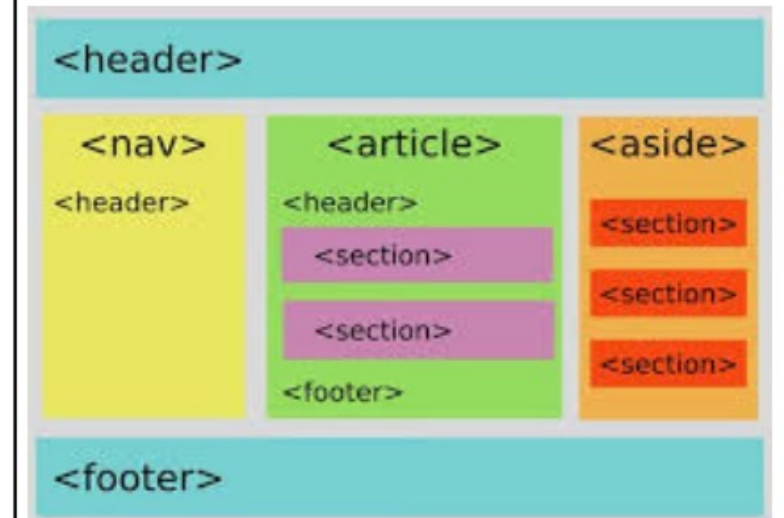 <header>
<nav>
<header>
<article>
<header>
<section>
<section>
<footer>
<aside>
<section>
<section>
<section>
<footer>